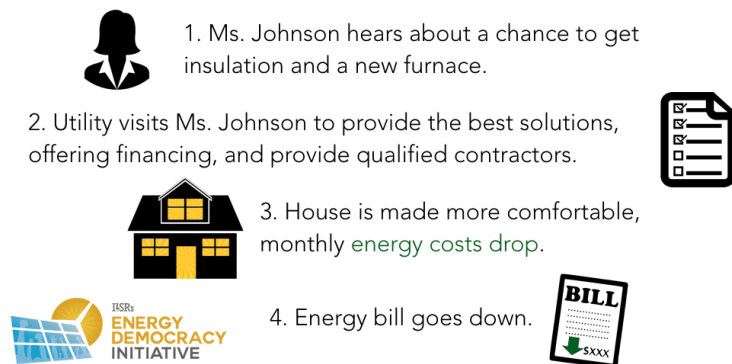 1. Ms. Johnson hears about a chance to get
insulation and a new furnace.
2. Utility visits Ms. Johnson to provide the best solutions,
offering financing, and provide qualified contractors.
3. House is made more comfortable,
monthly energy costs drop.
4. Energy bill goes down.
BILL
$XXX
ILSRs
ENERGY
DEMOCRACY
INITIATIVE